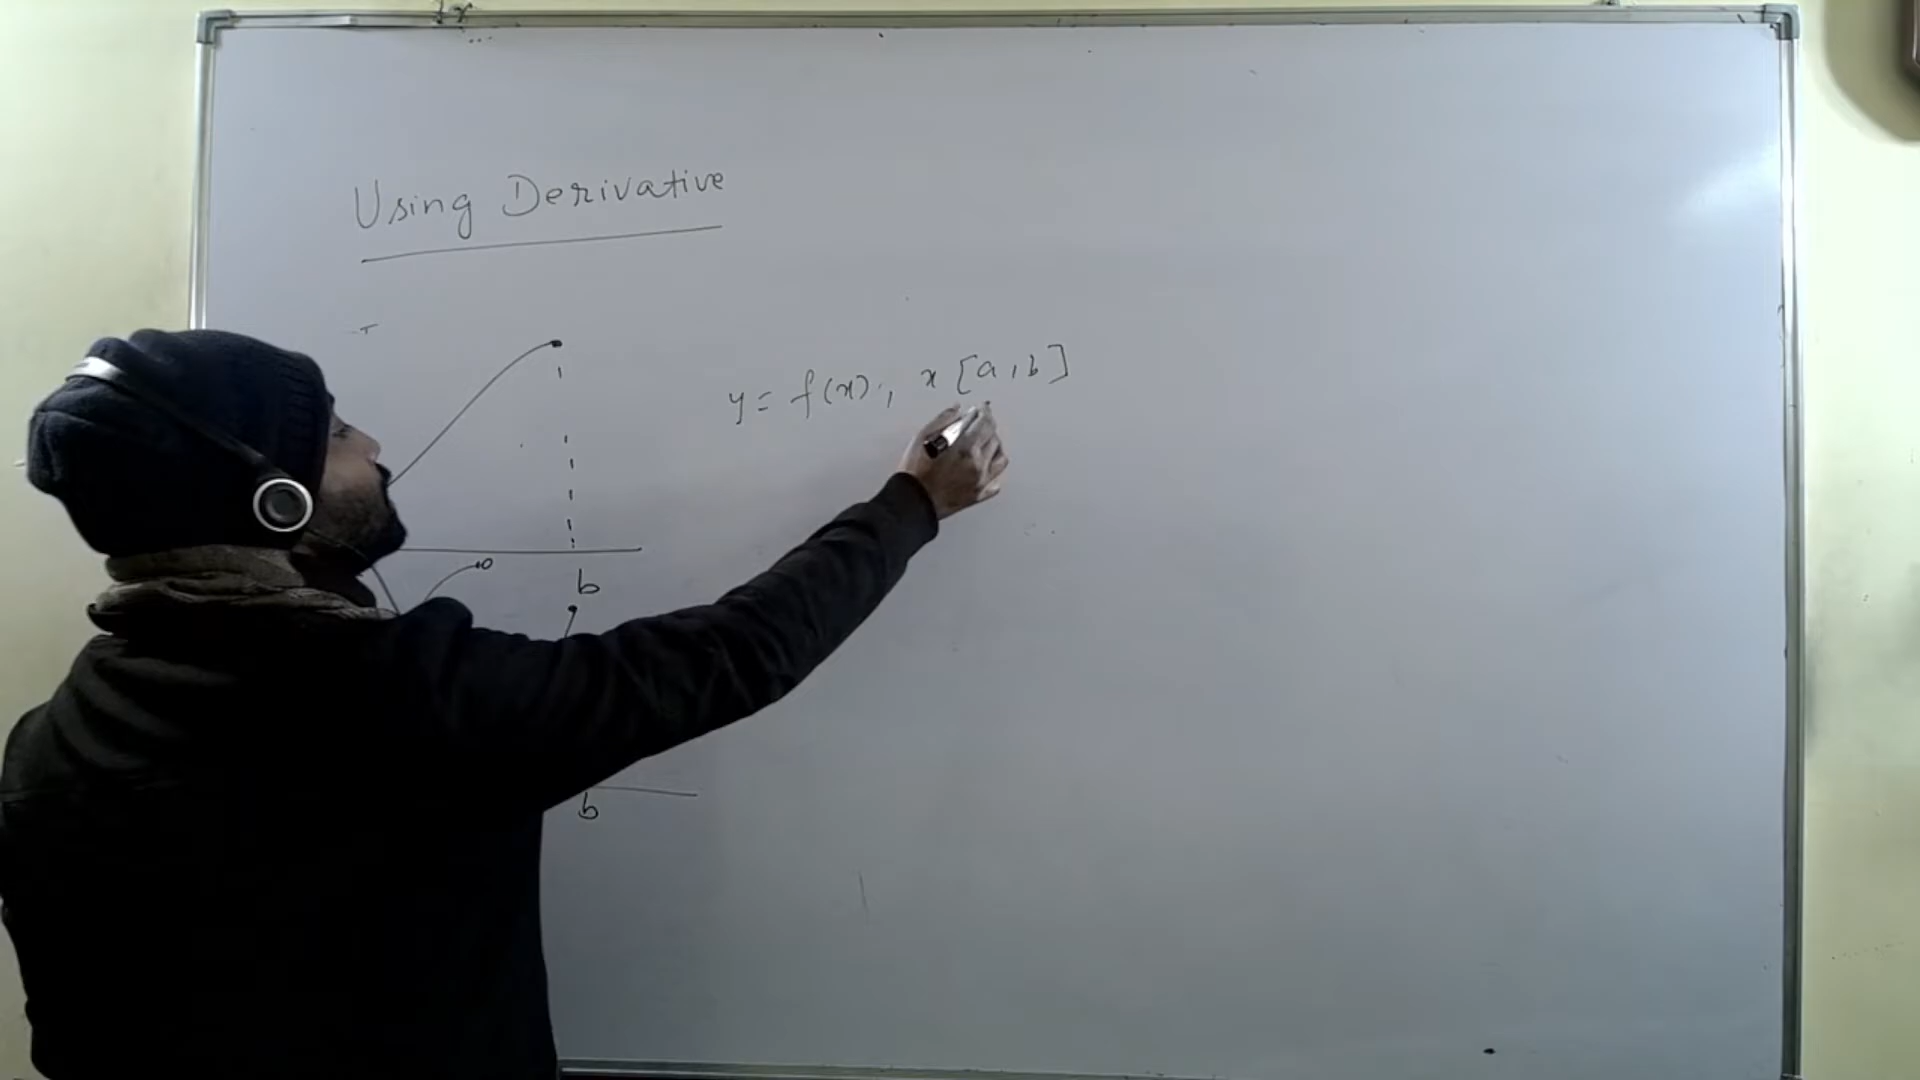 Using Derivative
y = f(x), x [a, b]
b
b